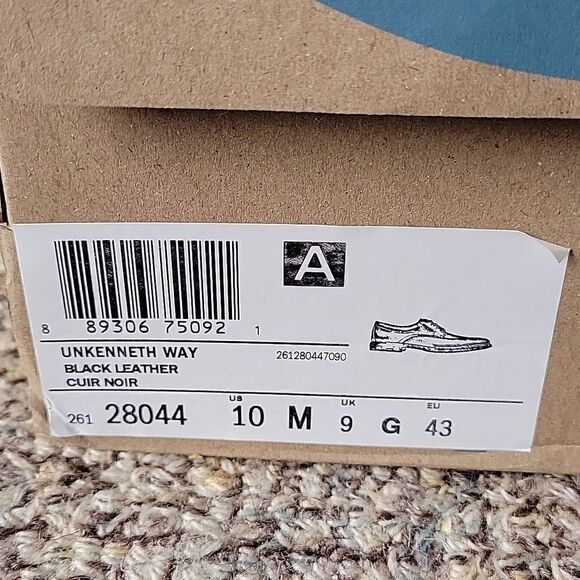 A
8 89306 75092 1
UNKENNETH WAY 261280447090
BLACK LEATHER
CUIR NOIR
US UK EU
261 28044 10 M 9 G 43